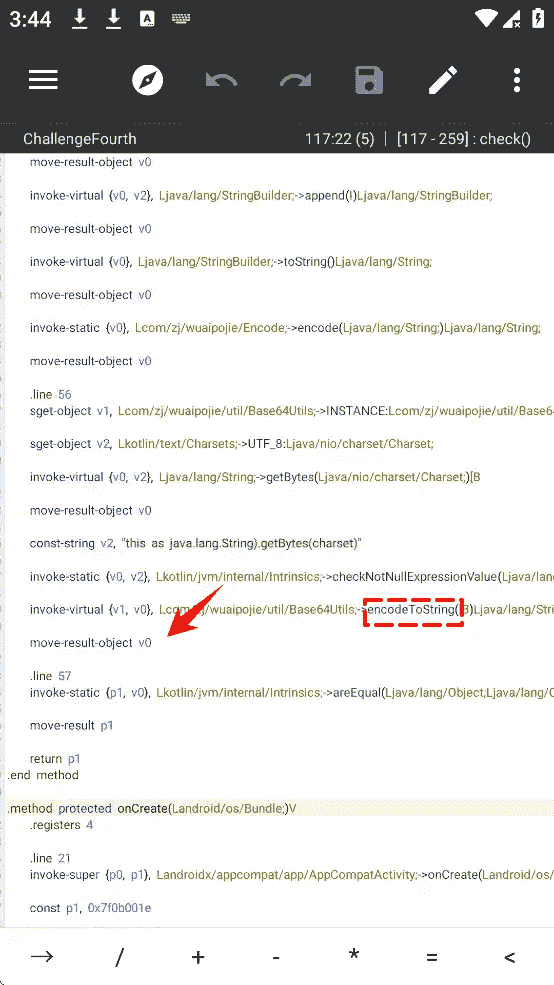 3:44 A
ChallengeFourth 117:22 (5) | [117 - 259] : check()
move-result-object v0
invoke-virtual {v0, v2}, Ljava/lang/StringBuilder;->append(I)Ljava/lang/StringBuilder;
move-result-object v0
invoke-virtual {v0}, Ljava/lang/StringBuilder;->toString()Ljava/lang/String;
move-result-object v0
invoke-static {v0}, Lcom/zj/wuaipojie/Encode;->encode(Ljava/lang/String;)Ljava/lang/String;
move-result-object v0
.line 56
sget-object v1, Lcom/zj/wuaipojie/util/Base64Utils;->INSTANCE:Lcom/zj/wuaipojie/util/Base64
sget-object v2, Lkotlin/text/Charsets;->UTF_8:Ljava/nio/charset/Charset;
invoke-virtual {v0, v2}, Ljava/lang/String;->getBytes(Ljava/nio/charset/Charset;)[B
move-result-object v0
const-string v2, "this as java.lang.String).getBytes(charset)"
invoke-static {v0, v2}, Lkotlin/jvm/internal/Intrinsics;->checkNotNullExpressionValue(Ljava/lan
invoke-virtual {v1, v0}, Lcom/zj/wuaipojie/util/Base64Utils;->encodeToString([B)Ljava/lang/Stri
move-result-object v0
.line 57
invoke-static {p1, v0}, Lkotlin/jvm/internal/Intrinsics;->areEqual(Ljava/lang/Object;Ljava/lang/O
move-result p1
return p1
.end method
.method protected onCreate(Landroid/os/Bundle;)V
.registers 4
.line 21
invoke-super {p0, p1}, Landroidx/appcompat/app/AppCompatActivity;->onCreate(Landroid/os/
const p1, 0x7f0b001e
→ / + - * = <